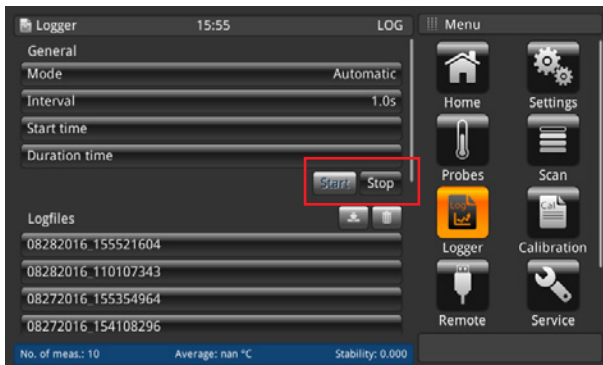 Logger 15:55 LOG
General
Mode Automatic
Interval 1.0s
Start time
Duration time
Start Stop
Logfiles
08282016_155521604
08282016_110107343
08272016_155354964
08272016_154108296
No. of meas.: 10 Average: nan °C Stability: 0.000
Menu
Home Settings
Probes Scan
Log Cal
Logger Calibration
Remote Service